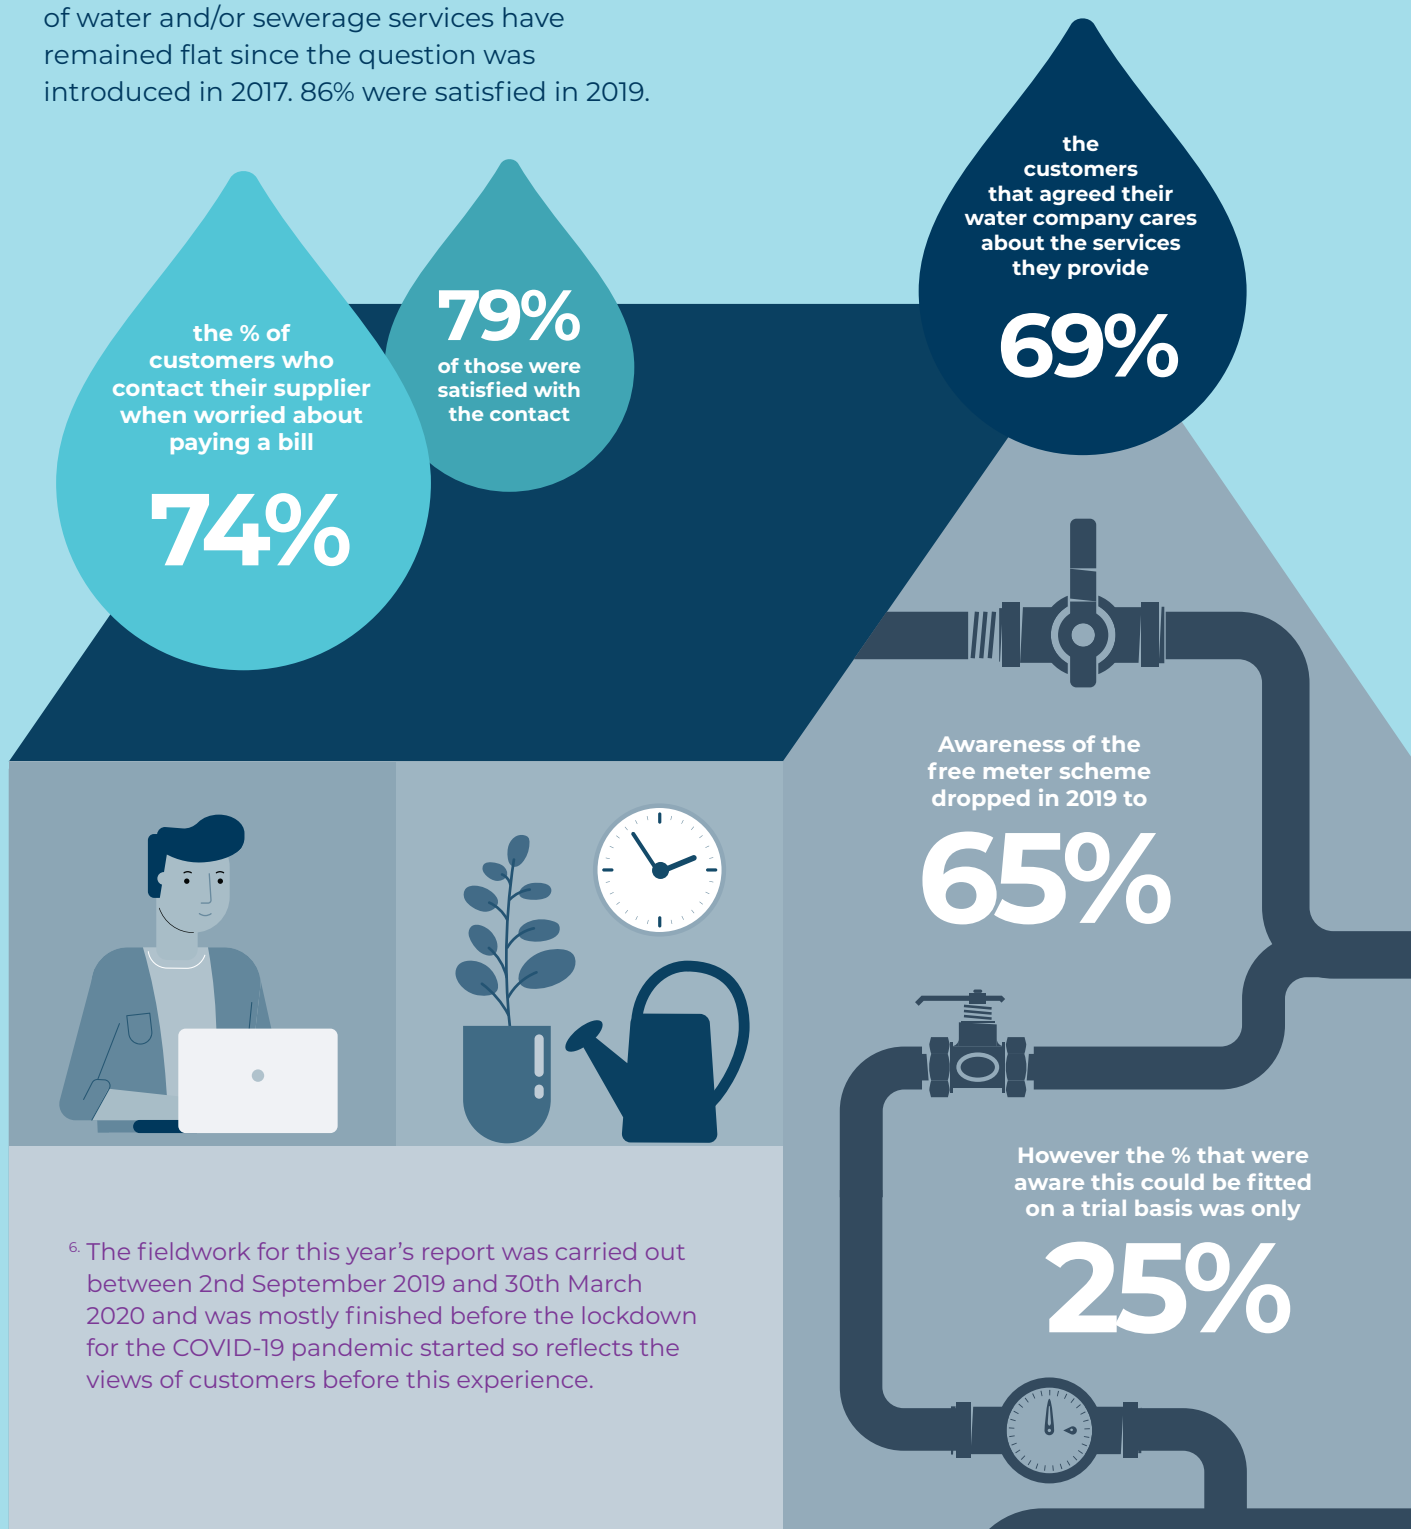 of water and/or sewerage services have
remained flat since the question was
introduced in 2017. 86% were satisfied in 2019.
the % of
customers who
contact their supplier
when worried about
paying a bill
74%
79%
of those were
satisfied with
the contact
the
customers
that agreed their
water company cares
about the services
they provide
69%
Awareness of the
free meter scheme
dropped in 2019 to
65%
However the % that were
aware this could be fitted
on a trial basis was only
25%
6. The fieldwork for this year’s report was carried out
between 2nd September 2019 and 30th March
2020 and was mostly finished before the lockdown
for the COVID-19 pandemic started so reflects the
views of customers before this experience.